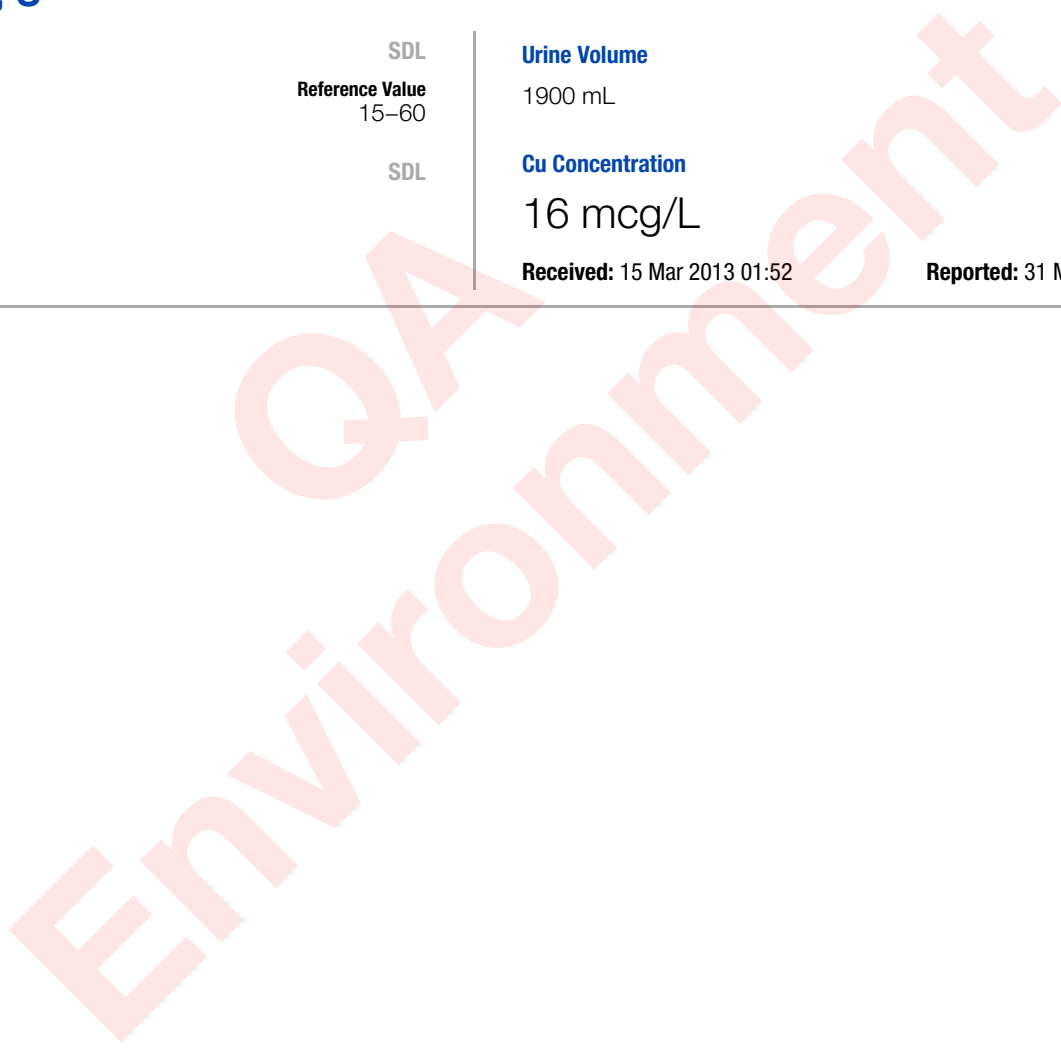 SDL
Reference Value
15–60
SDL
Urine Volume
1900 mL
Cu Concentration
16 mcg/L
Received: 15 Mar 2013 01:52
Reported: 31
QA
Environment